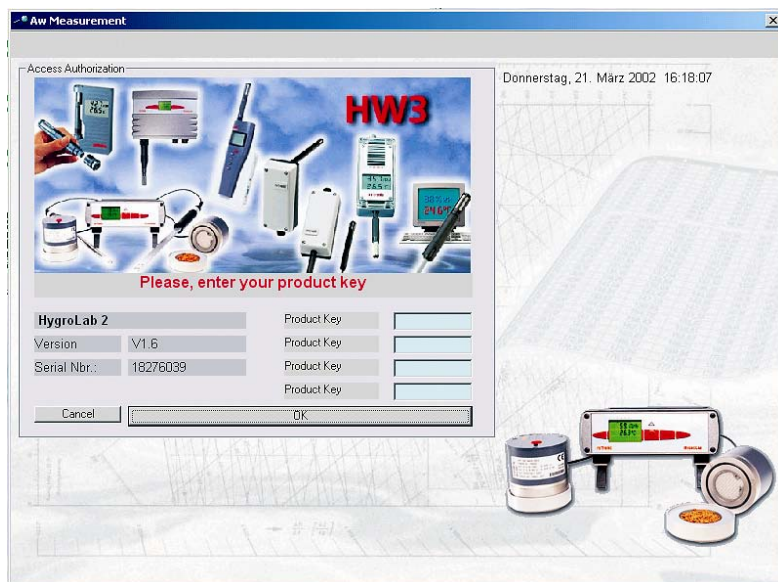 Aw Measurement
Access Authorization
Donnerstag, 21. März 2002 16:18:07
HW3
Please, enter your product key
HygroLab 2
Product Key
Version V1.6 Product Key
Serial Nbr.: 18276039 Product Key
Product Key
Cancel OK